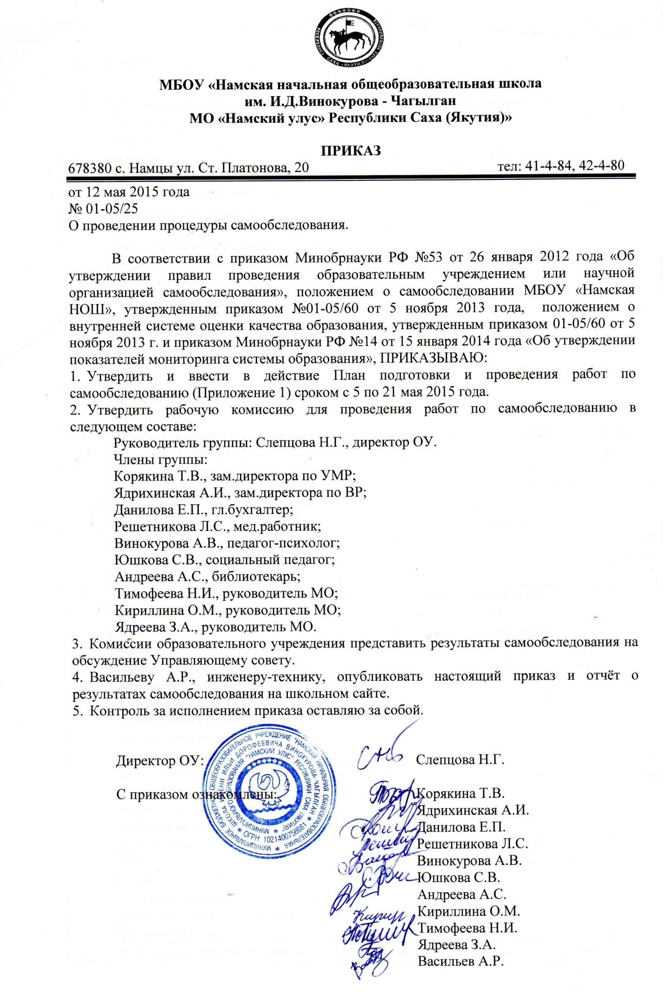 РЕСПУБЛИКА САХА (ЯКУТИЯ) • САХА РЕСПУБЛИКАТА
МБОУ «Намская начальная общеобразовательная школа
им. И.Д.Винокурова - Чагылган
МО «Намский улус» Республики Саха (Якутия)»
ПРИКАЗ
678380 с. Намцы ул. Ст. Платонова, 20 тел: 41-4-84, 42-4-80
от 12 мая 2015 года
№ 01-05/25
О проведении процедуры самообследования.
В соответствии с приказом Минобрнауки РФ №53 от 26 января 2012 года «Об
утверждении правил проведения образовательным учреждением или научной
организацией самообследования», положением о самообследовании МБОУ «Намская
НОШ», утвержденным приказом №01-05/60 от 5 ноября 2013 года, положением о
внутренней системе оценки качества образования, утвержденным приказом 01-05/60 от 5
ноября 2013 г. и приказом Минобрнауки РФ №14 от 15 января 2014 года «Об утверждении
показателей мониторинга системы образования», ПРИКАЗЫВАЮ:
1. Утвердить и ввести в действие План подготовки и проведения работ по
самообследованию (Приложение 1) сроком с 5 по 21 мая 2015 года.
2. Утвердить рабочую комиссию для проведения работ по самообследованию в
следующем составе:
Руководитель группы: Слепцова Н.Г., директор ОУ.
Члены группы:
Корякина Т.В., зам.директора по УМР;
Ядрихинская А.И., зам.директора по ВР;
Данилова Е.П., гл.бухгалтер;
Решетникова Л.С., мед.работник;
Винокурова А.В., педагог-психолог;
Юшкова С.В., социальный педагог;
Андреева А.С., библиотекарь;
Тимофеева Н.И., руководитель МО;
Кириллина О.М., руководитель МО;
Ядреева З.А., руководитель МО.
3. Комиссии образовательного учреждения представить результаты самообследования на
обсуждение Управляющему совету.
4. Васильеву А.Р., инженеру-технику, опубликовать настоящий приказ и отчёт о
результатах самообследования на школьном сайте.
5. Контроль за исполнением приказа оставляю за собой.
Директор ОУ: Слепцова Н.Г.
МУНИЦИПАЛЬНОЕ БЮДЖЕТНОЕ ОБЩЕОБРАЗОВАТЕЛЬНОЕ УЧРЕЖДЕНИЕ "НАМСКАЯ НАЧАЛЬНАЯ ОБЩЕОБРАЗОВАТЕЛЬНАЯ
ШКОЛА ИМЕНИ ИЛЬИ ДОРОФЕЕВИЧА ВИНОКУРОВА-ЧАГЫЛГАН * ОГРН 1021400756981 *
МУНИЦИПАЛЬНОГО ОБРАЗОВАНИЯ "НАМСКИЙ УЛУС" РЕСПУБЛИКИ САХА (ЯКУТИЯ)" *
С приказом ознакомлены: Корякина Т.В.
Ядрихинская А.И.
Данилова Е.П.
Решетникова Л.С.
Винокурова А.В.
Юшкова С.В.
Андреева А.С.
Кириллина О.М.
Тимофеева Н.И.
Ядреева З.А.
Васильев А.Р.